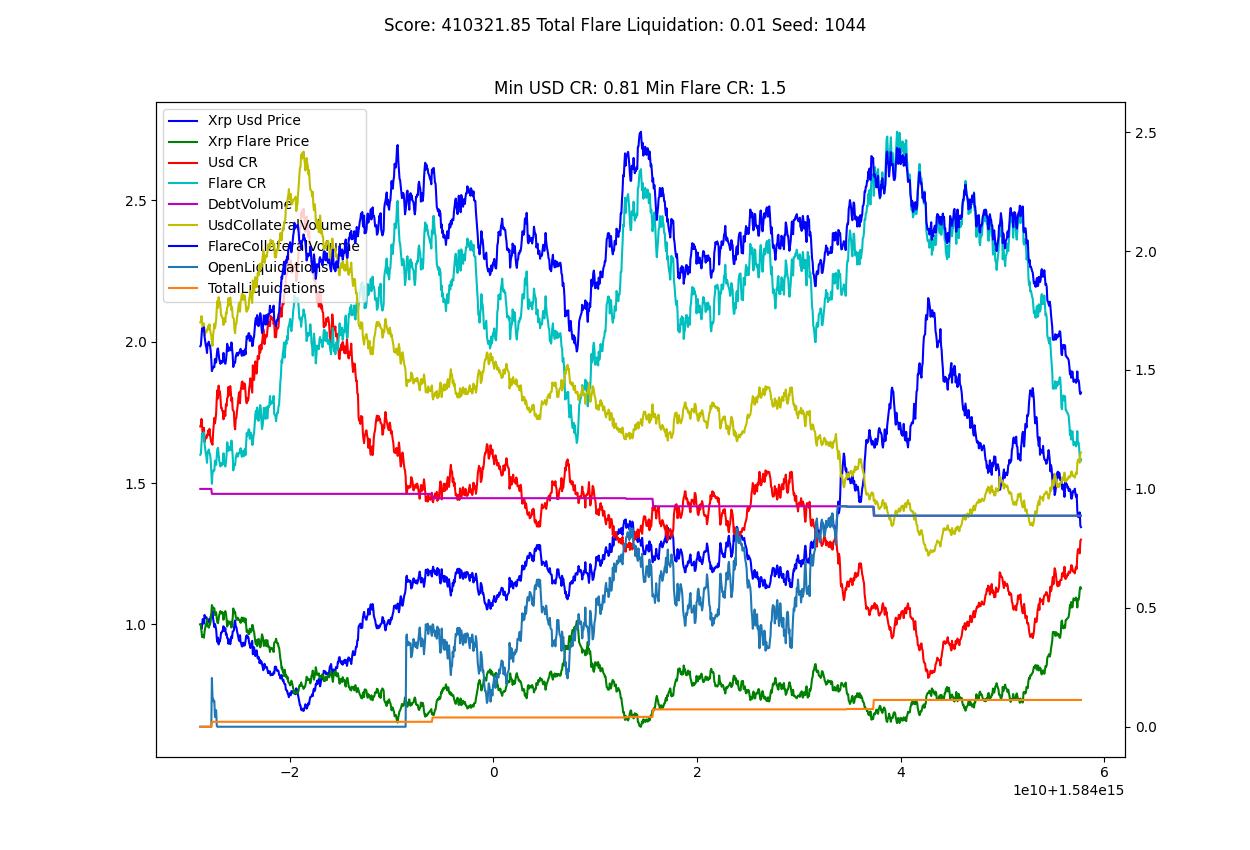 Score: 410321.85 Total Flare Liquidation: 0.01 Seed: 1044
Min USD CR: 0.81 Min Flare CR: 1.5
Xrp Usd Price
Xrp Flare Price
Usd CR
Flare CR
DebtVolume
UsdCollateralVolume
FlareCollateralVolume
OpenLiquidations
TotalLiquidations
2.5
2.0
1.5
1.0
2.5
2.0
1.5
1.0
0.5
0.0
−2 0 2 4 6
1e10+1.584e15